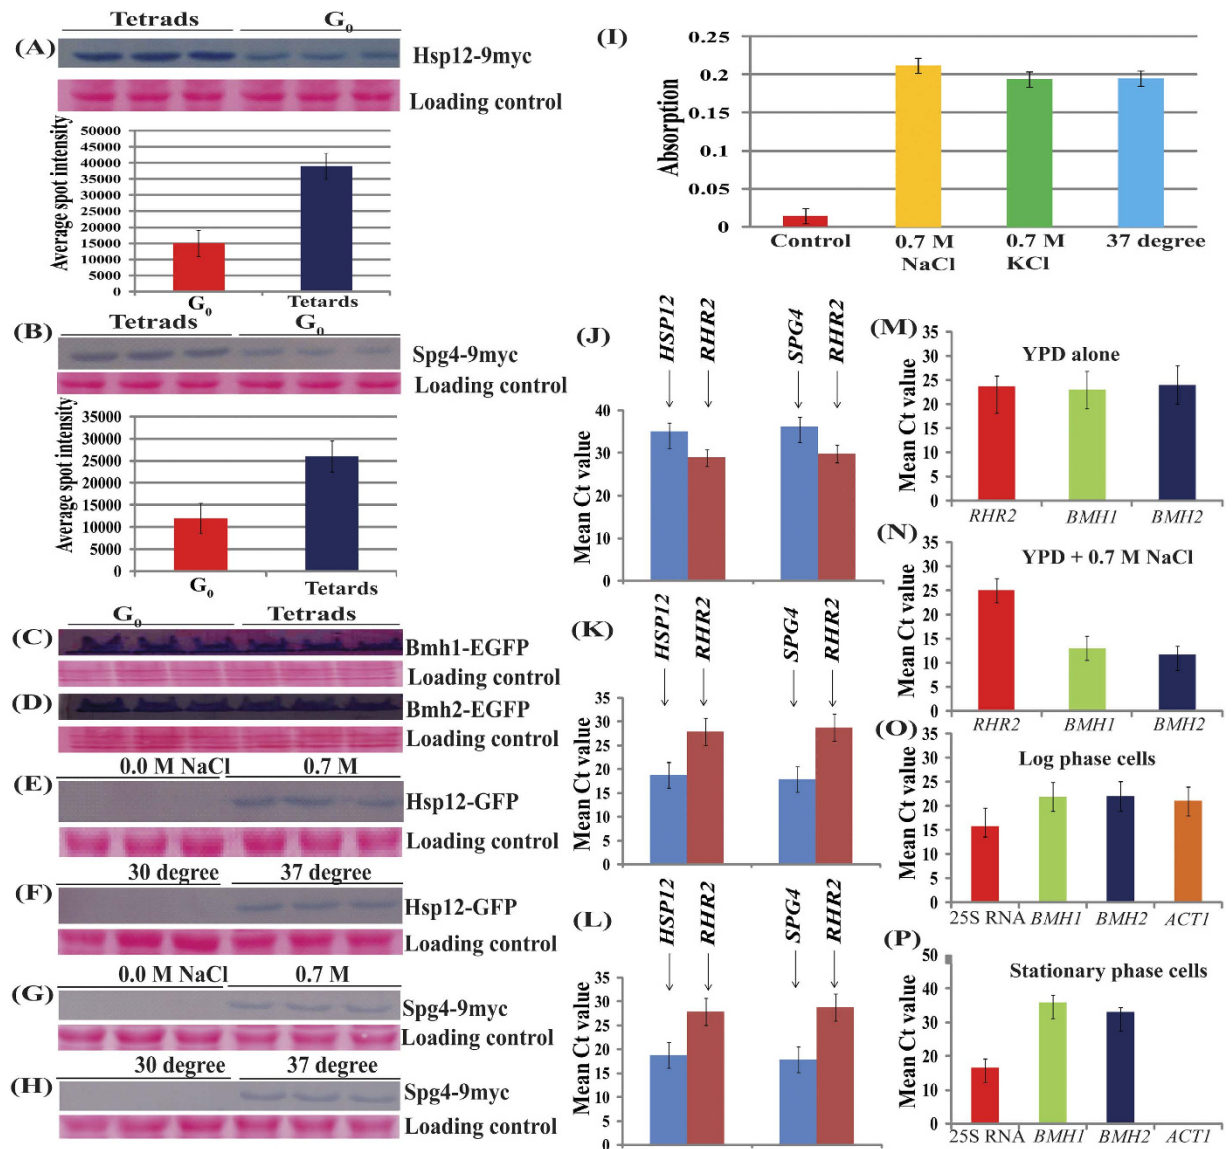 (A)
Tetrads
G0
Hsp12-9myc
Loading control
Average spot intensity
50000
45000
40000
35000
30000
25000
20000
15000
10000
5000
0
G0
Tetards
(B)
Tetrads
G0
Spg4-9myc
Loading control
Average spot intensity
35000
30000
25000
20000
15000
10000
5000
0
G0
Tetards
G0
Tetrads
(C)
Bmh1-EGFP
Loading control
(D)
Bmh2-EGFP
Loading control
0.0 M NaCl
0.7 M
(E)
Hsp12-GFP
Loading control
30 degree
37 degree
(F)
Hsp12-GFP
Loading control
0.0 M NaCl
0.7 M
(G)
Spg4-9myc
Loading control
30 degree
37 degree
(H)
Spg4-9myc
Loading control
(I)
Absorption
0.25
0.2
0.15
0.1
0.05
0
Control
0.7 M
NaCl
0.7 M
KCl
37 degree
(J)
HSP12
RHR2
SPG4
RHR2
Mean Ct value
40
30
20
10
0
(K)
HSP12
RHR2
SPG4
RHR2
Mean Ct value
35
30
25
20
15
10
5
0
(L)
HSP12
RHR2
SPG4
RHR2
Mean Ct value
35
30
25
20
15
10
5
0
(M)
YPD alone
Mean Ct value
35
30
25
20
15
10
5
0
RHR2
BMH1
BMH2
(N)
YPD + 0.7 M NaCl
Mean Ct value
35
30
25
20
15
10
5
0
RHR2
BMH1
BMH2
(O)
Log phase cells
Mean Ct value
35
30
25
20
15
10
5
0
25S RNA
BMH1
BMH2
ACT1
(P)
Stationary phase cells
Mean Ct value
50
40
30
20
10
0
25S RNA
BMH1
BMH2
ACT1